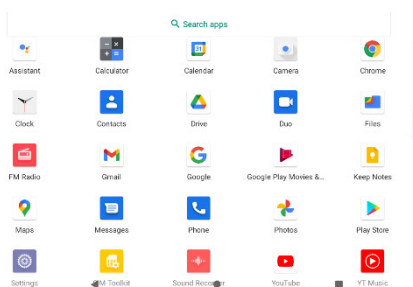 Search apps
Assistant Calculator Calendar Camera Chrome
31
Clock Contacts Drive Duo Files
FM Radio Gmail Google Google Play Movies &... Keep Notes
Maps Messages Phone Photos Play Store
Settings SIM Toolkit Sound Recorder YouTube YT Music